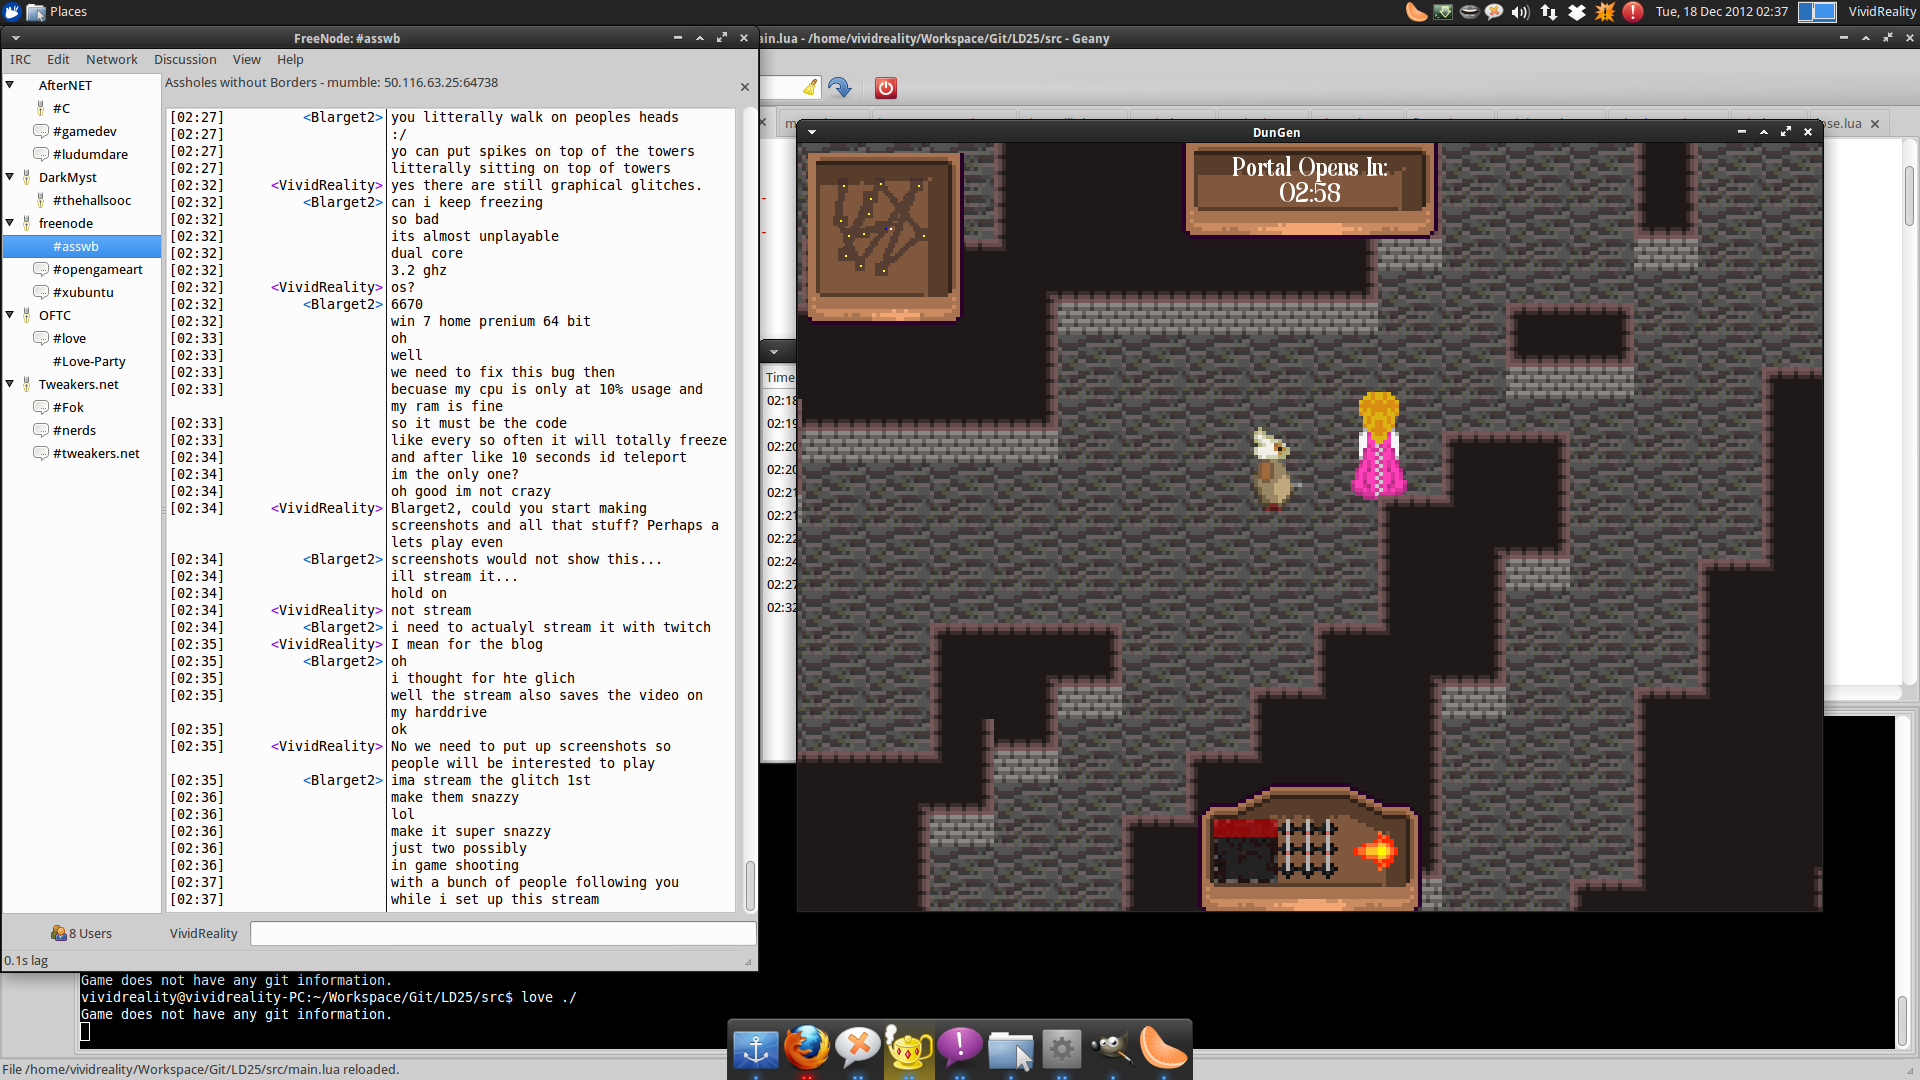 Places
Tue, 18 Dec 2012 02:37
VividReality
FreeNode: #asswb
ain.lua - /home/vividreality/Workspace/Git/LD25/src - Geany
IRC Edit Network Discussion View Help
AfterNET
#C
#gamedev
#ludumdare
DarkMyst
#thehallsooc
freenode
#asswb
#opengameart
#xubuntu
OFTC
#love
#Love-Party
Tweakers.net
#Fok
#nerds
#tweakers.net
Assholes without Borders - mumble: 50.116.63.25:64738
[02:27] <Blarget2> you litterally walk on peoples heads
[02:27] :/
[02:27] yo can put spikes on top of the towers
[02:27] litterally sitting on top of towers
[02:32] <VividReality> yes there are still graphical glitches.
[02:32] <Blarget2> can i keep freezing
[02:32] so bad
[02:32] its almost unplayable
[02:32] dual core
[02:32] 3.2 ghz
[02:32] <VividReality> os?
[02:32] <Blarget2> 6670
[02:32] win 7 home prenium 64 bit
[02:33] oh
[02:33] well
[02:33] we need to fix this bug then
[02:33] becuase my cpu is only at 10% usage and
my ram is fine
[02:33] so it must be the code
[02:33] like every so often it will totally freeze
[02:34] and after like 10 seconds id teleport
[02:34] im the only one?
[02:34] oh good im not crazy
[02:34] <VividReality> Blarget2, could you start making
screenshots and all that stuff? Perhaps a
lets play even
[02:34] <Blarget2> screenshots would not show this...
[02:34] ill stream it...
[02:34] hold on
[02:34] <VividReality> not stream
[02:34] <Blarget2> i need to actualyl stream it with twitch
[02:35] <VividReality> I mean for the blog
[02:35] <Blarget2> oh
[02:35] i thought for hte glich
[02:35] well the stream also saves the video on
my harddrive
[02:35] ok
[02:35] <VividReality> No we need to put up screenshots so
people will be interested to play
[02:35] <Blarget2> ima stream the glitch 1st
[02:36] make them snazzy
[02:36] lol
[02:36] make it super snazzy
[02:36] just two possibly
[02:36] in game shooting
[02:37] with a bunch of people following you
[02:37] while i set up this stream
8 Users
VividReality
0.1s lag
ose.lua
DunGen
Portal Opens In:
02:58
Time
02:18
02:19
02:20
02:20
02:21
02:21
02:22
02:24
02:27
02:32
Game does not have any git information.
vividreality@vividreality-PC:~/Workspace/Git/LD25/src$ love ./
Game does not have any git information.
File /home/vividreality/Workspace/Git/LD25/src/main.lua reloaded.